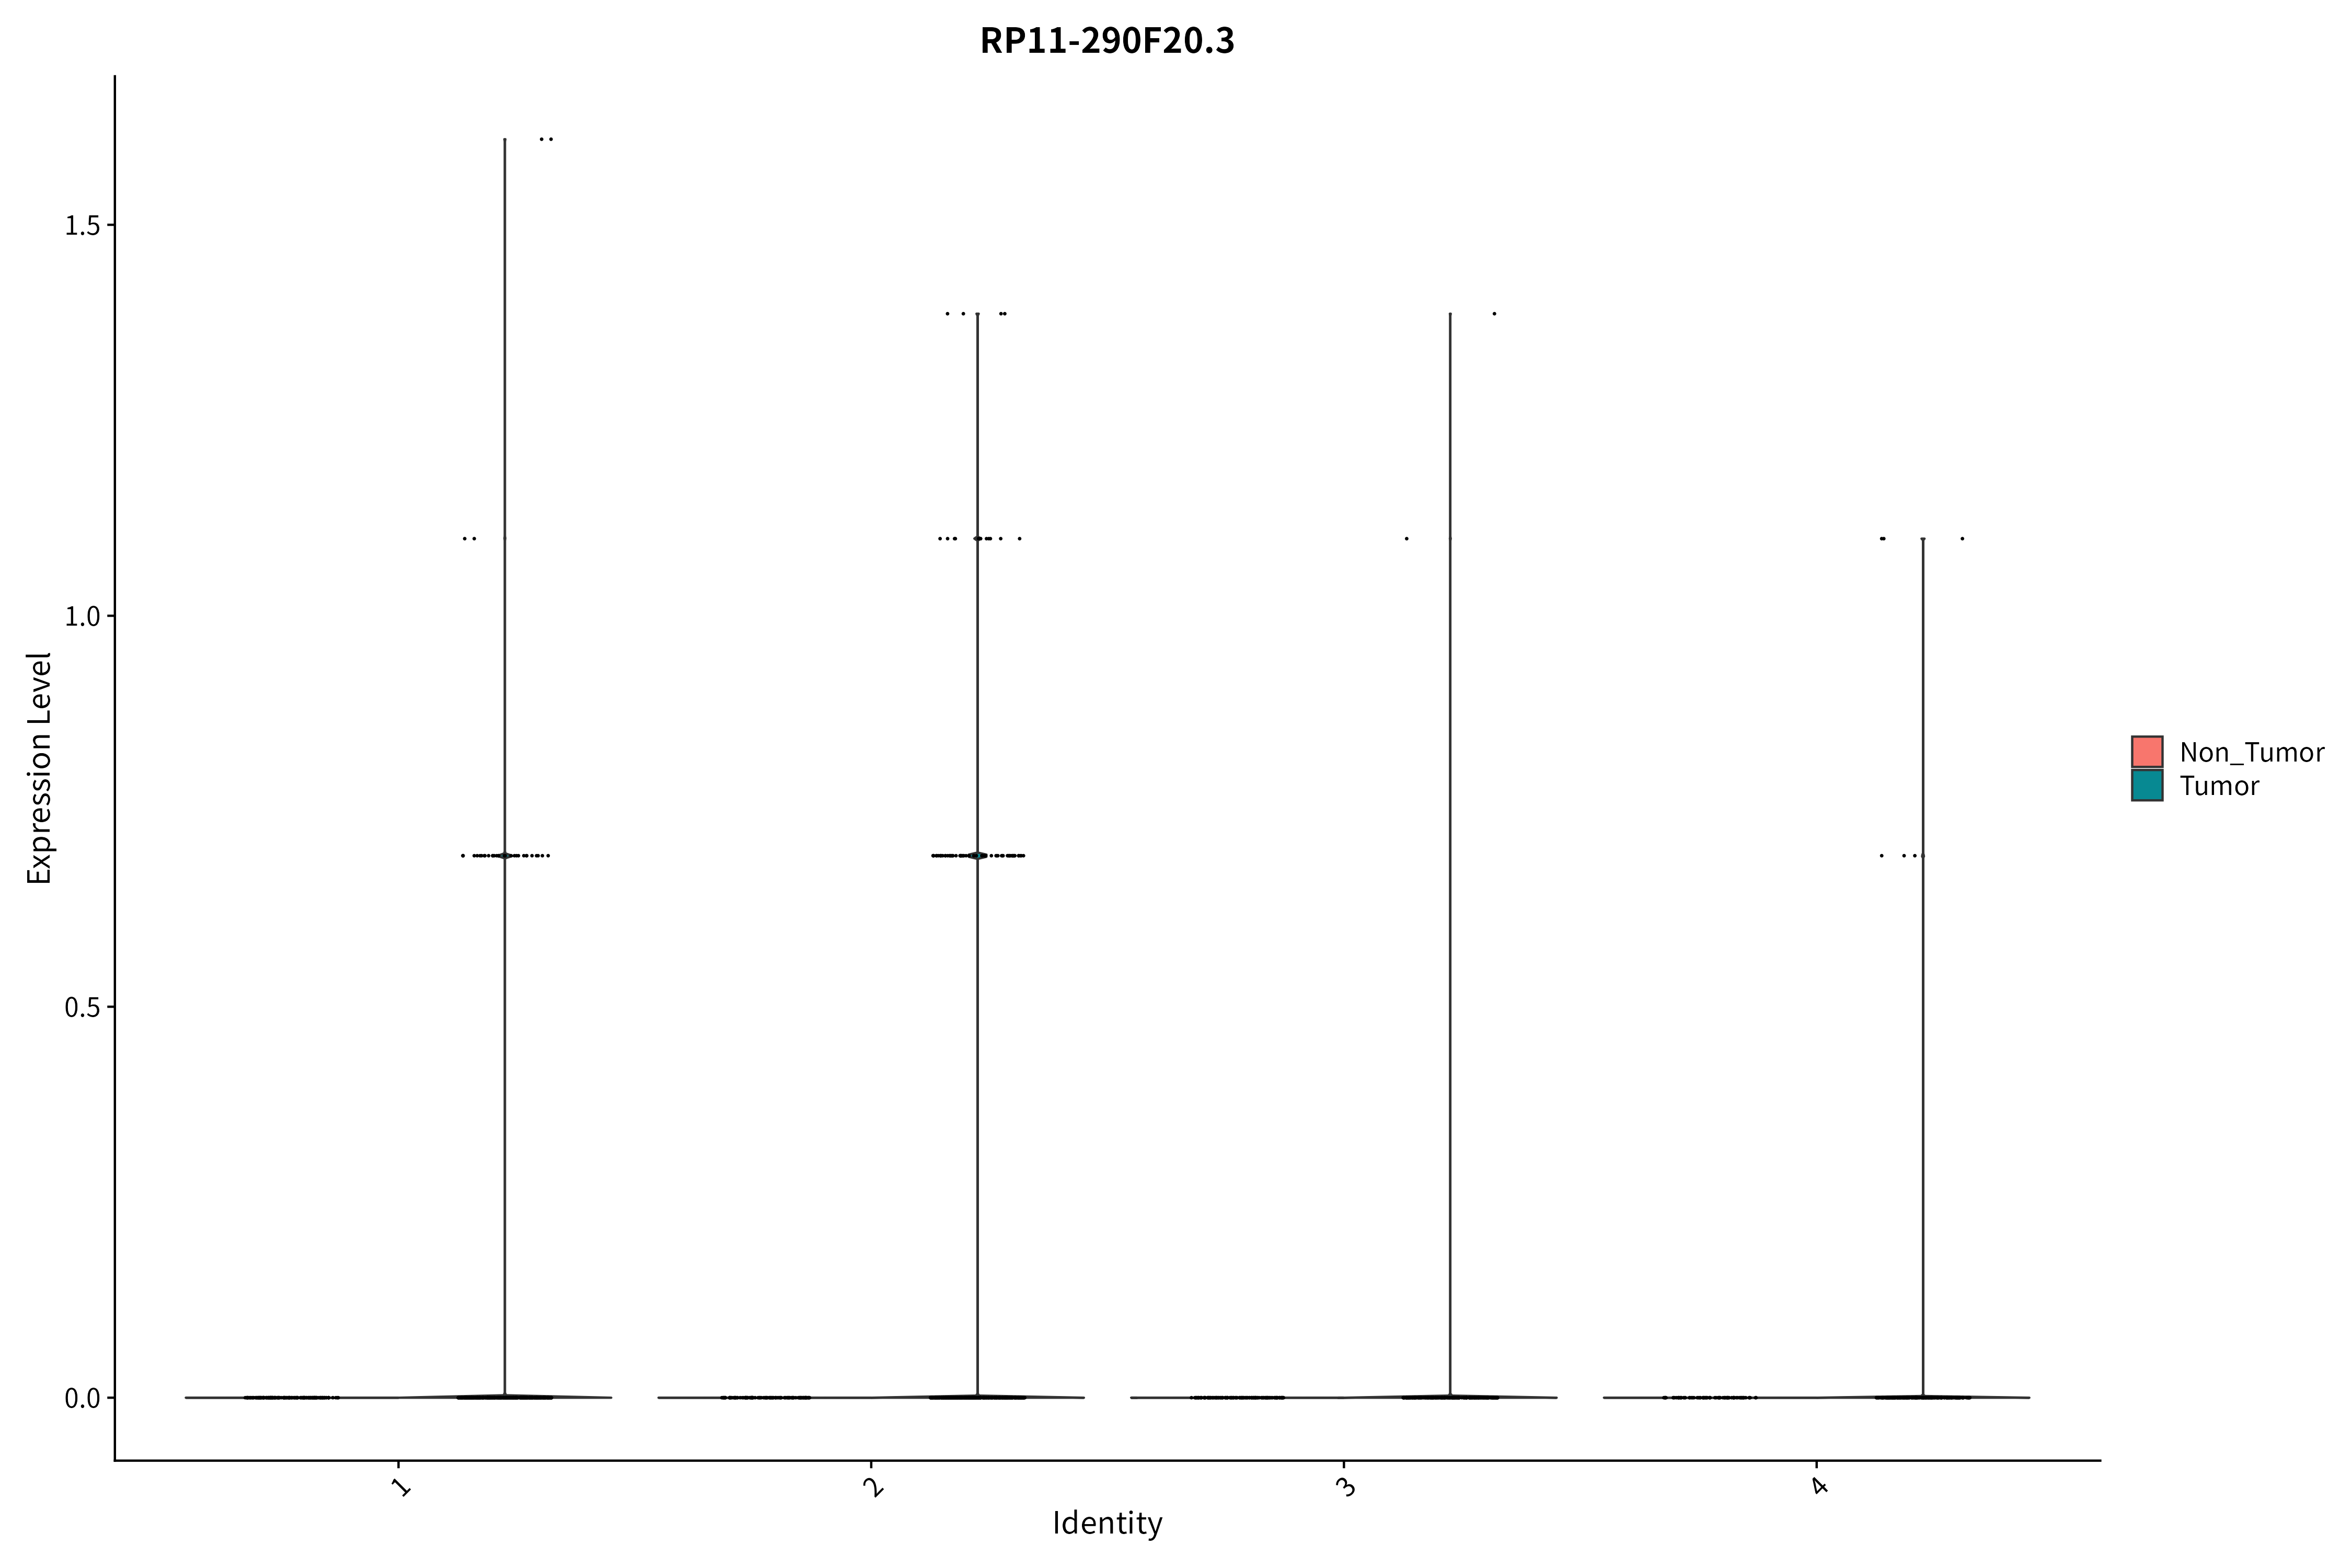 RP11-290F20.3
Expression Level
1.5
1.0
0.5
0.0
1
2
3
4
Identity
Non_Tumor
Tumor